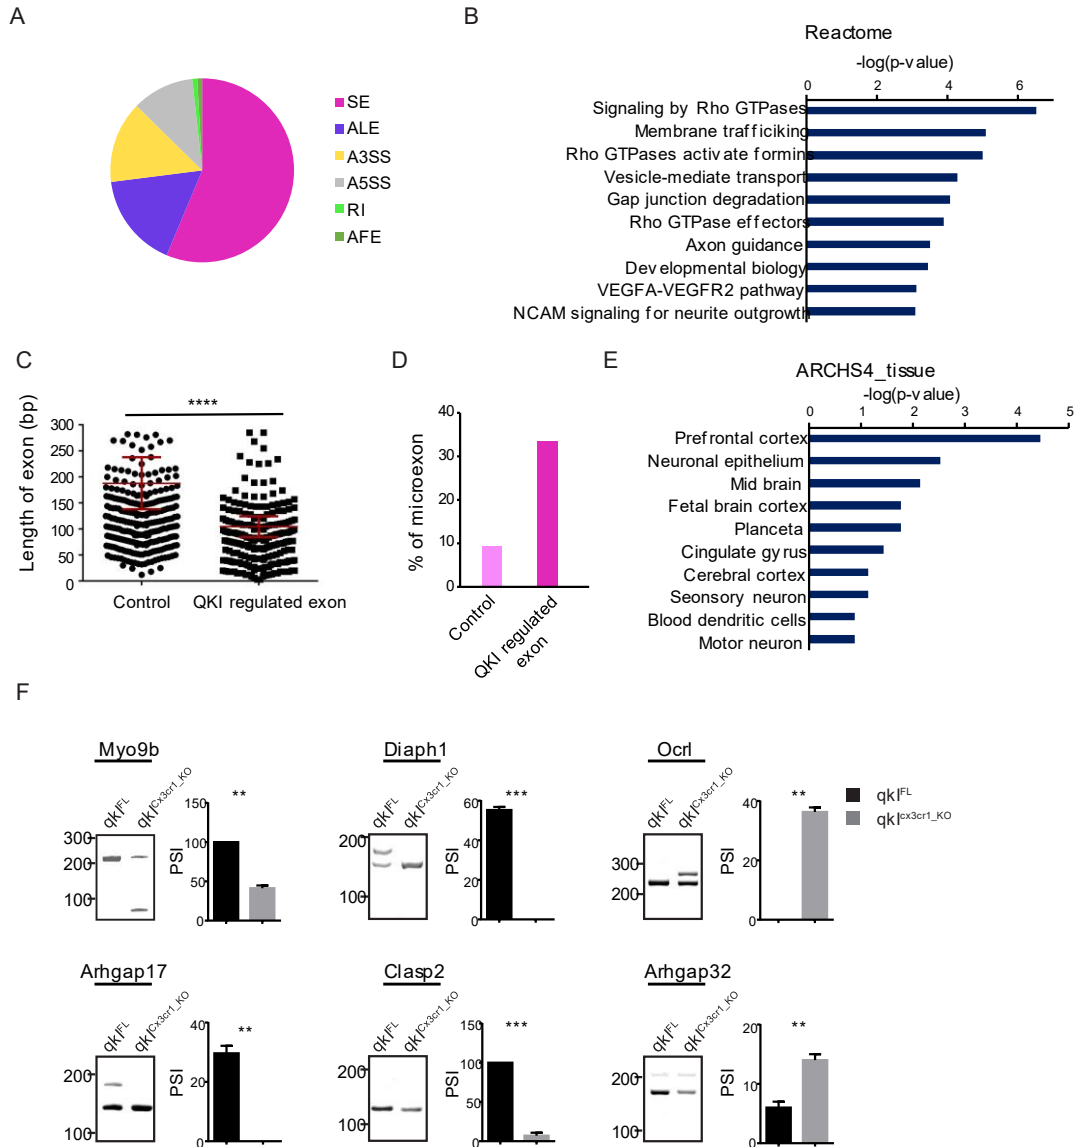 A
SE
ALE
A3SS
A5SS
RI
AFE
B
Reactome
-log(p-value)
0 2 4 6
Signaling by Rho GTPases
Membrane trafficiking
Rho GTPases activate formins
Vesicle-mediate transport
Gap junction degradation
Rho GTPase effectors
Axon guidance
Developmental biology
VEGFA-VEGFR2 pathway
NCAM signaling for neurite outgrowth
C
Length of exon (bp)
****
300
250
200
150
100
50
0
Control QKI regulated exon
D
% of microexon
40
30
20
10
0
Control
QKI regulated exon
E
ARCHS4_tissue
-log(p-value)
0 1 2 3 4 5
Prefrontal cortex
Neuronal epithelium
Mid brain
Fetal brain cortex
Planceta
Cingulate gyrus
Cerebral cortex
Seonsory neuron
Blood dendritic cells
Motor neuron
F
Myo9b
qkI^FL
qkI^Cx3cr1_KO
300
200
100
PSI
150
100
50
0
**
Diaph1
qkI^FL
qkI^Cx3cr1_KO
200
100
PSI
60
40
20
0
***
Ocrl
qkI^FL
qkI^Cx3cr1_KO
300
200
PSI
40
20
0
**
qkI^FL
qkI^cx3cr1_KO
Arhgap17
qkI^FL
qkI^Cx3cr1_KO
200
100
PSI
40
20
0
**
Clasp2
qkI^FL
qkI^Cx3cr1_KO
200
100
PSI
150
100
50
0
***
Arhgap32
qkI^FL
qkI^Cx3cr1_KO
200
100
PSI
20
10
0
**